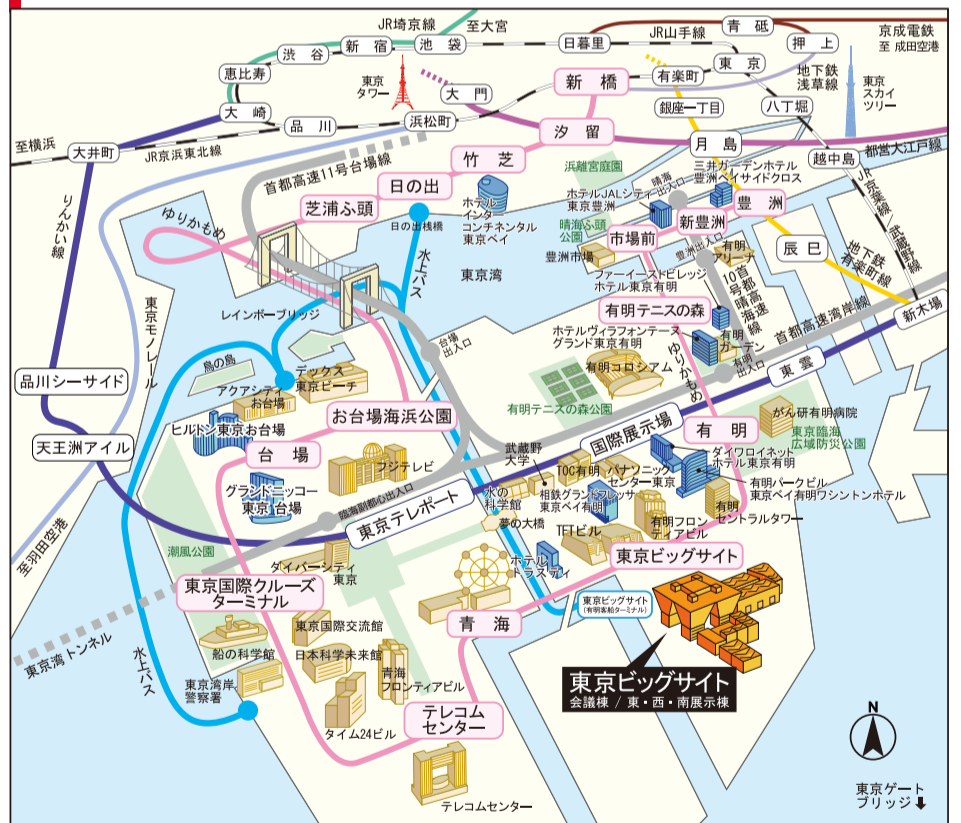 JR埼京線
至大宮
青 砥
京成電鉄
至 成田空港
渋 谷
新 宿
池 袋
日暮里
JR山手線
押 上
恵比寿
東京
タワー
大 門
新 橋
有楽町
東 京
地下鉄
浅草線
東京
スカイ
ツリー
大 崎
品 川
浜松町
銀座一丁目
八丁堀
至横浜
大井町
JR京浜東北線
汐 留
月 島
越中島
都営大江戸線
首都高速11号台場線
竹 芝
浜離宮庭園
三井ガーデンホテル
豊洲ベイサイドクロス
JR京葉線
武蔵野線
りんかい線
日の出
ホテル
インター
コンチネンタル
東京ベイ
ホテルJALシティ
東京豊洲
晴海
出入口
豊 洲
芝浦ふ頭
日の出桟橋
晴海ふ頭
公園
新豊洲
ゆりかもめ
市場前
豊洲出入口
有明
アリーナ
辰 巳
地下鉄
有楽町線
水上バス
東京湾
豊洲市場
ファーイーストビレッジ
ホテル東京有明
首都高速
10号晴海線
新木場
東京モノレール
レインボーブリッジ
有明テニスの森
首都高速湾岸線
台場
出入口
ホテルヴィラフォンテーヌ
グランド東京有明
有明
ガーデン
鳥の島
デックス
東京ビーチ
有明コロシアム
ゆりかもめ
有明
出入口
東 雲
品川シーサイド
アクアシティ
お台場
お台場海浜公園
有明テニスの森公園
がん研有明病院
ヒルトン東京お台場
国際展示場
有 明
東京臨海
広域防災公園
天王洲アイル
台 場
フジテレビ
武蔵野
大学
TOC有明
パナソニック
センター東京
ダイワロイネット
ホテル東京有明
グランドニッコー
東京 台場
臨海副都心出入口
水の
科学館
相鉄グランドフレッサ
東京ベイ有明
有明パークビル
東京ベイ有明ワシントンホテル
東京テレポート
夢の大橋
TFTビル
有明フロン
ティアビル
有明
セントラルタワー
至羽田空港
潮風公園
ダイバーシティ
東京
ホテル
トラスティ
東京ビッグサイト
東京国際クルーズ
ターミナル
東京ビッグサイト
(有明客船ターミナル)
東京湾トンネル
水上バス
船の科学館
東京国際交流館
青 海
日本科学未来館
東京湾岸
警察署
青海
フロンティアビル
東京ビッグサイト
会議棟 / 東・西・南展示棟
タイム24ビル
テレコム
センター
N
テレコムセンター
東京ゲート
ブリッジ⬇